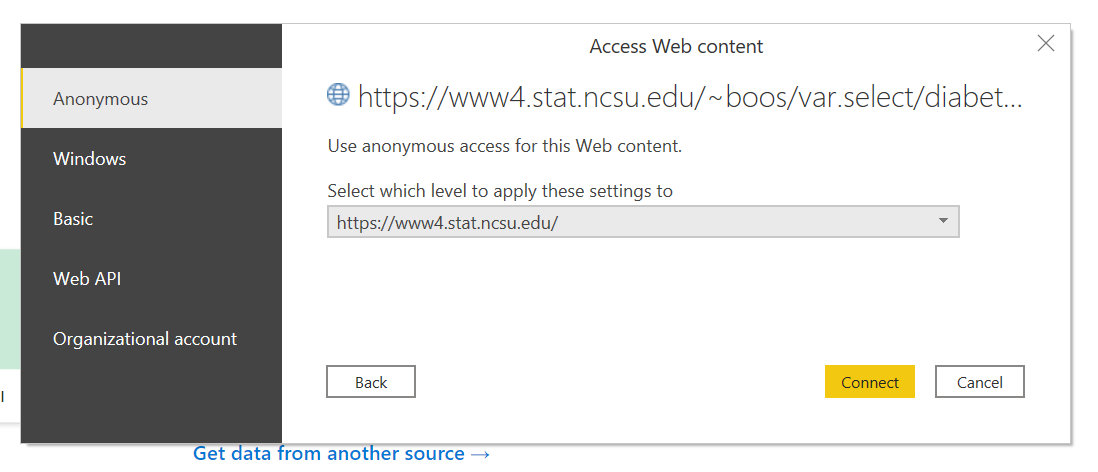 Access Web content
Anonymous
Windows
Basic
Web API
Organizational account
https://www4.stat.ncsu.edu/~boos/var.select/diabet...
Use anonymous access for this Web content.
Select which level to apply these settings to
https://www4.stat.ncsu.edu/
Back
Connect
Cancel
Get data from another source →